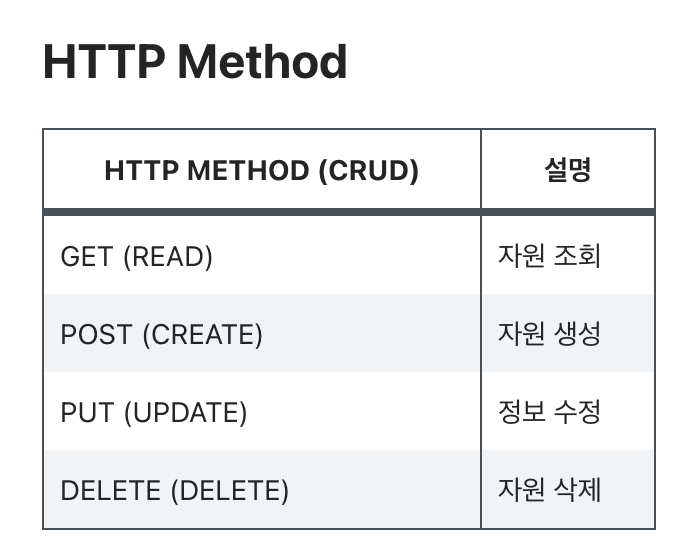 HTTP Method
HTTP METHOD (CRUD) 설명
GET (READ) 자원 조회
POST (CREATE) 자원 생성
PUT (UPDATE) 정보 수정
DELETE (DELETE) 자원 삭제